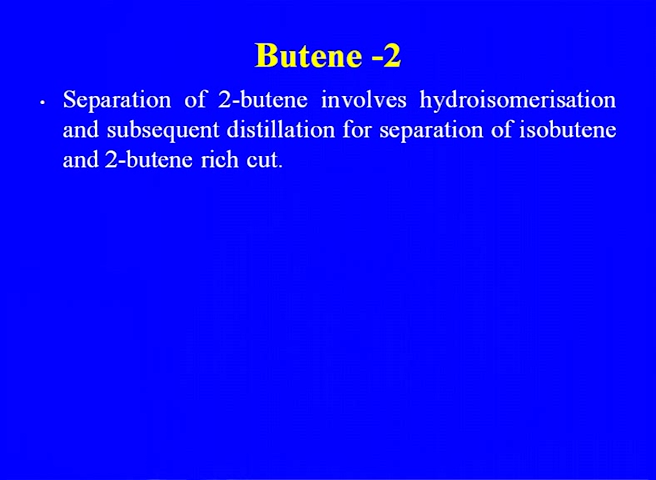 Butene -2
• Separation of 2-butene involves hydroisomerisation
and subsequent distillation for separation of isobutene
and 2-butene rich cut.